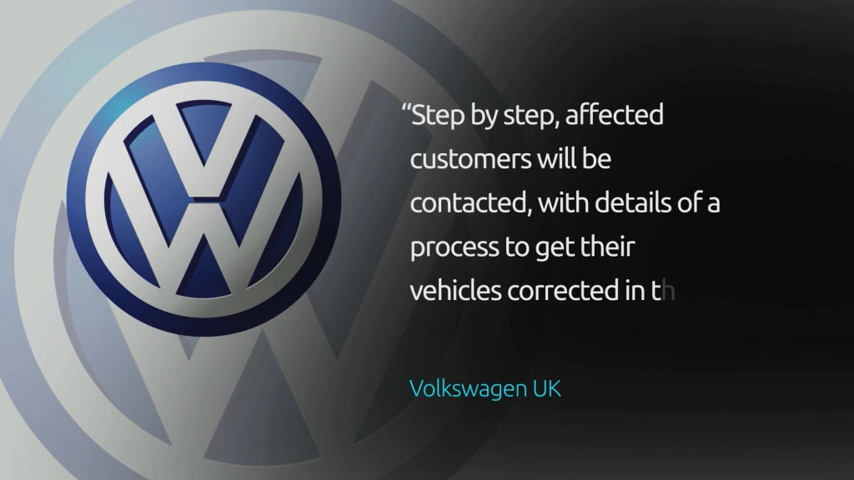 “Step by step, affected
customers will be
contacted, with details of a
process to get their
vehicles corrected in th
Volkswagen UK